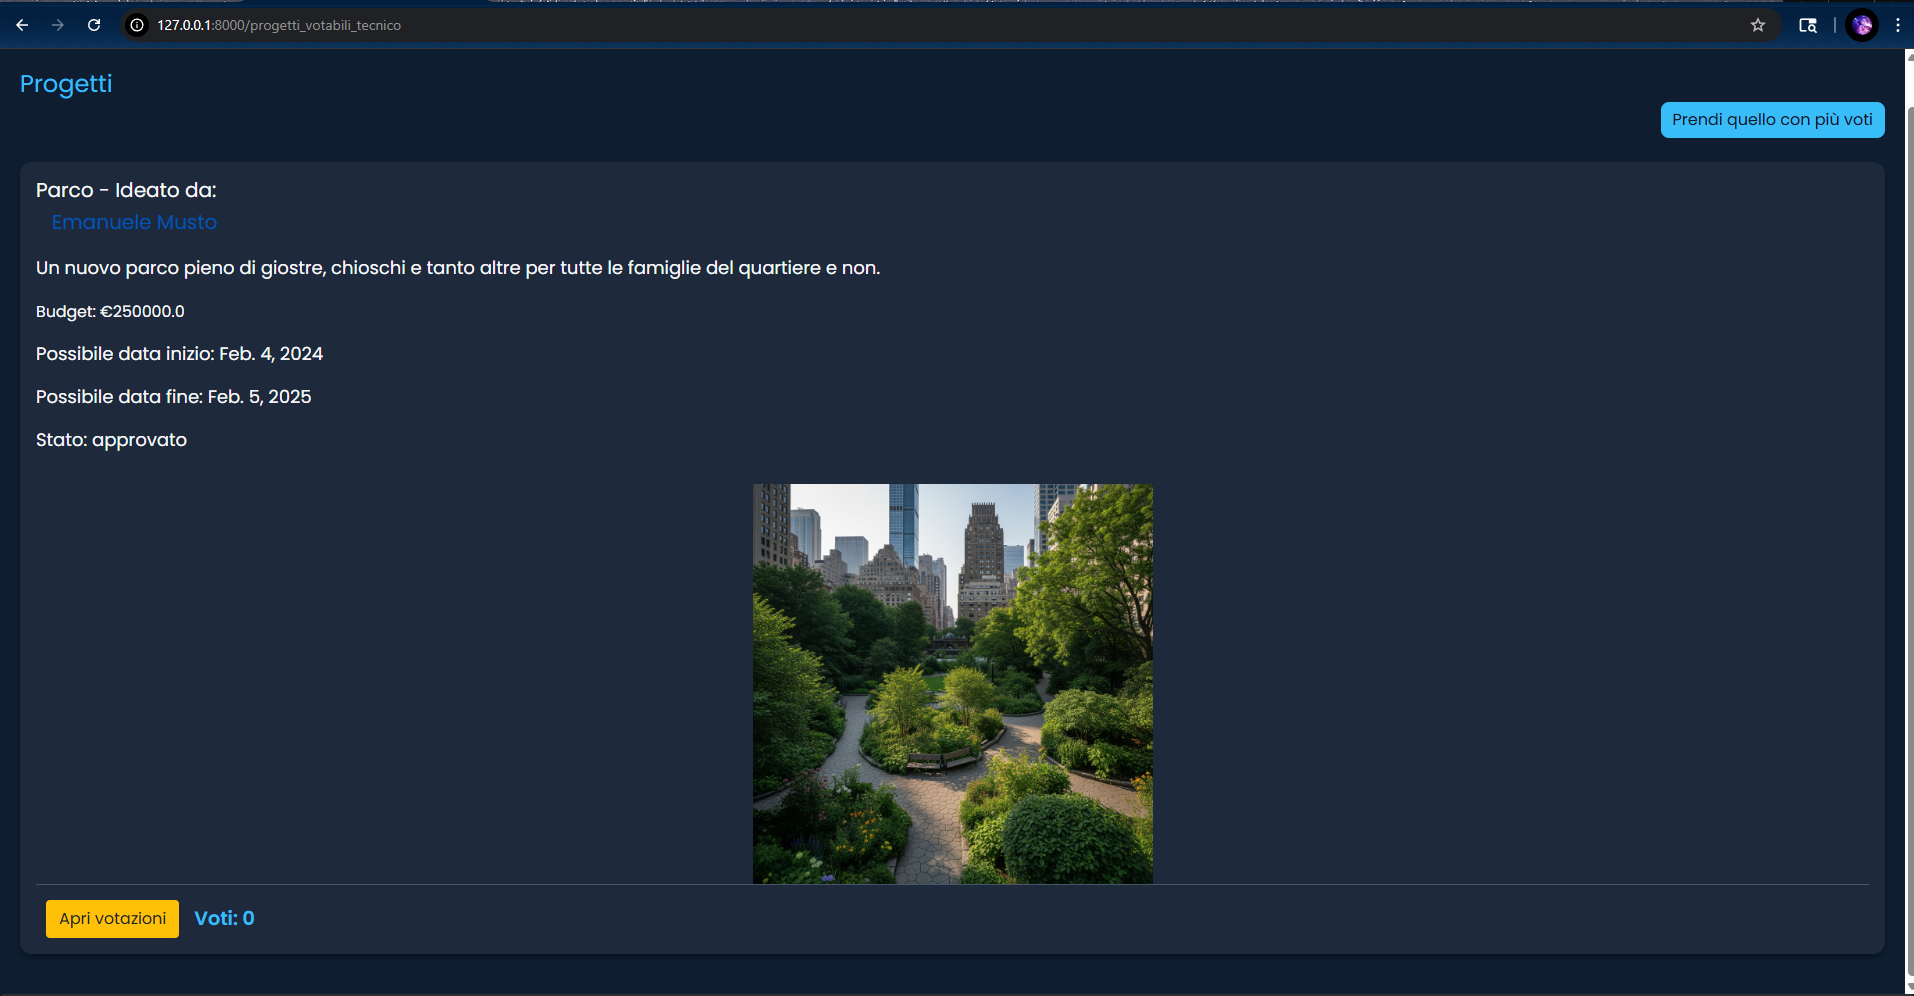 127.0.0.1:8000/progetti_votabili_tecnico
Progetti
Prendi quello con più voti
Parco - Ideato da:
Emanuele Musto
Un nuovo parco pieno di giostre, chioschi e tanto altre per tutte le famiglie del quartiere e non.
Budget: €250000.0
Possibile data inizio: Feb. 4, 2024
Possibile data fine: Feb. 5, 2025
Stato: approvato
Apri votazioni
Voti: 0